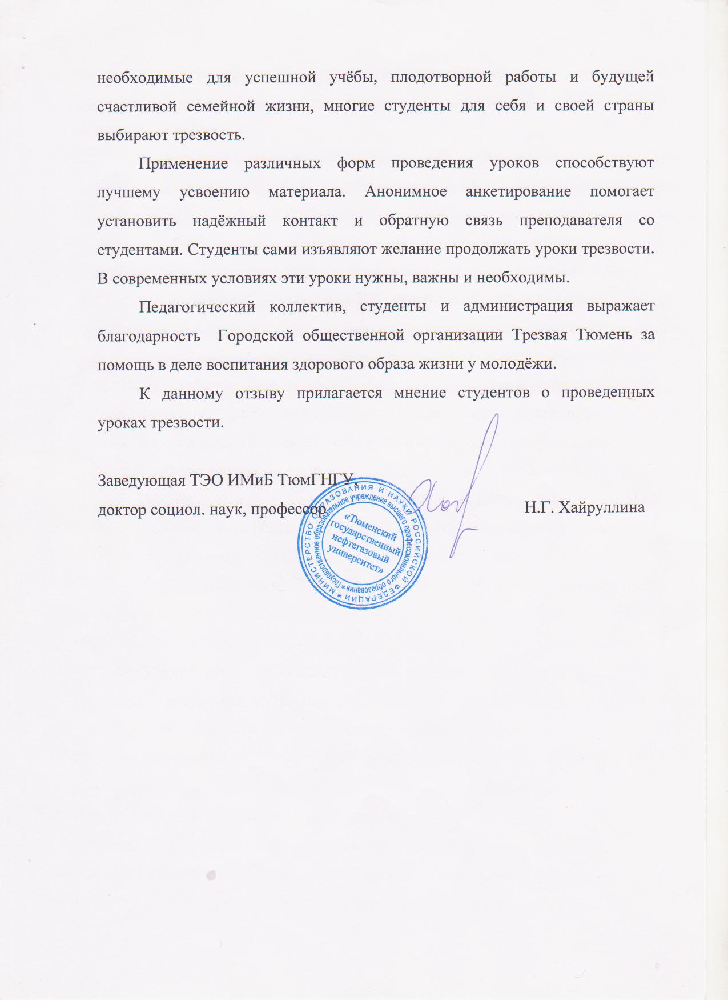 необходимые для успешной учёбы, плодотворной работы и будущей
счастливой семейной жизни, многие студенты для себя и своей страны
выбирают трезвость.
Применение различных форм проведения уроков способствуют
лучшему усвоению материала. Анонимное анкетирование помогает
установить надёжный контакт и обратную связь преподавателя со
студентами. Студенты сами изъявляют желание продолжать уроки трезвости.
В современных условиях эти уроки нужны, важны и необходимы.
Педагогический коллектив, студенты и администрация выражает
благодарность Городской общественной организации Трезвая Тюмень за
помощь в деле воспитания здорового образа жизни у молодёжи.
К данному отзыву прилагается мнение студентов о проведенных
уроках трезвости.
Заведующая ТЭО ИМиБ ТюмГНГУ,
доктор социол. наук, профессор
Н.Г. Хайруллина
МИНИСТЕРСТВО ОБРАЗОВАНИЯ И НАУКИ РОССИЙСКОЙ ФЕДЕРАЦИИ *
Государственное образовательное учреждение высшего профессионального образования *
«Тюменский
государственный
нефтегазовый
университет»